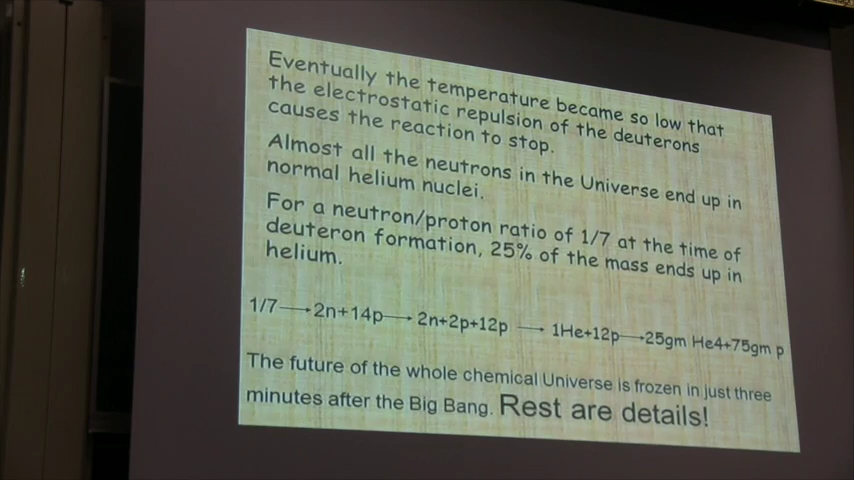 Eventually the temperature became so low that
the electrostatic repulsion of the deuterons
causes the reaction to stop.
Almost all the neutrons in the Universe end up in
normal helium nuclei.
For a neutron/proton ratio of 1/7 at the time of
deuteron formation, 25% of the mass ends up in
helium.
1/7⟶2n+14p⟶ 2n+2p+12p ⟶ 1He+12p⟶25gm He4+75gm p
The future of the whole chemical Universe is frozen in just three
minutes after the Big Bang. Rest are details!